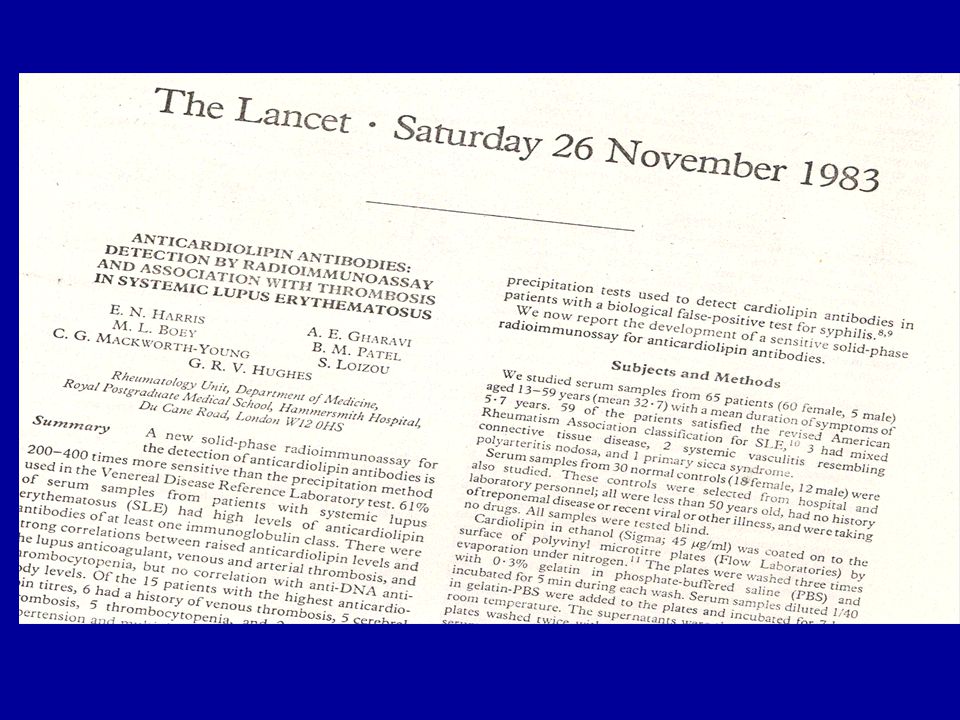 The Lancet · Saturday 26 November 1983
ANTICARDIOLIPIN ANTIBODIES:
DETECTION BY RADIOIMMUNOASSAY
AND ASSOCIATION WITH THROMBOSIS
IN SYSTEMIC LUPUS ERYTHEMATOSUS
E. N. HARRIS A. E. GHARAVI
M. L. BOEY B. M. PATEL
C. G. MACKWORTH-YOUNG S. LOIZOU
G. R. V. HUGHES
Rheumatology Unit, Department of Medicine,
Royal Postgraduate Medical School, Hammersmith Hospital,
Du Cane Road, London W12 0HS
Summary A new solid-phase radioimmunoassay for
the detection of anticardiolipin antibodies is
200–400 times more sensitive than the precipitation method
used in the Venereal Disease Reference Laboratory test. 61%
of serum samples from patients with systemic lupus
erythematosus (SLE) had high levels of anticardiolipin
antibodies of at least one immunoglobulin class. There were
strong correlations between raised anticardiolipin levels and
the lupus anticoagulant, venous and arterial thrombosis, and
thrombocytopenia, but no correlation with anti-DNA anti-
ody levels. Of the 15 patients with the highest anticardio-
pin titres, 6 had a history of venous thrombosis, 5 cerebral
ombosis, 5 thrombocytopenia, and
pertension and
precipitation tests used to detect cardiolipin antibodies in
patients with a biological false-positive test for syphilis.8,9
We now report the development of a sensitive solid-phase
radioimmunossay for anticardiolipin antibodies.
Subjects and Methods
We studied serum samples from 65 patients (60 female, 5 male)
aged 13–59 years (mean 32·7) with a mean duration of symptoms of
5·7 years. 59 of the patients satisfied the revised American
Rheumatism Association classification for SLE,10 3 had mixed
connective tissue disease, 2 systemic vasculitis resembling
polyarteritis nodosa, and 1 primary sicca syndrome.
Serum samples from 30 normal controls (18 female, 12 male) were
also studied. These controls were selected from hospital and
laboratory personnel; all were less than 50 years old, had no history
of treponemal disease or recent viral or other illness, and were taking
no drugs. All samples were tested blind.
Cardiolipin in ethanol (Sigma; 45 μg/ml) was coated on to the
surface of polyvinyl microtitre plates (Flow Laboratories) by
evaporation under nitrogen.11 The plates were washed three times
with 0·3% gelatin in phosphate-buffered saline (PBS) and
incubated for 5 min during each wash. Serum samples diluted 1/40
in gelatin-PBS were added to the plates and incubated for
room temperature. The supernatants were
plates washed twice